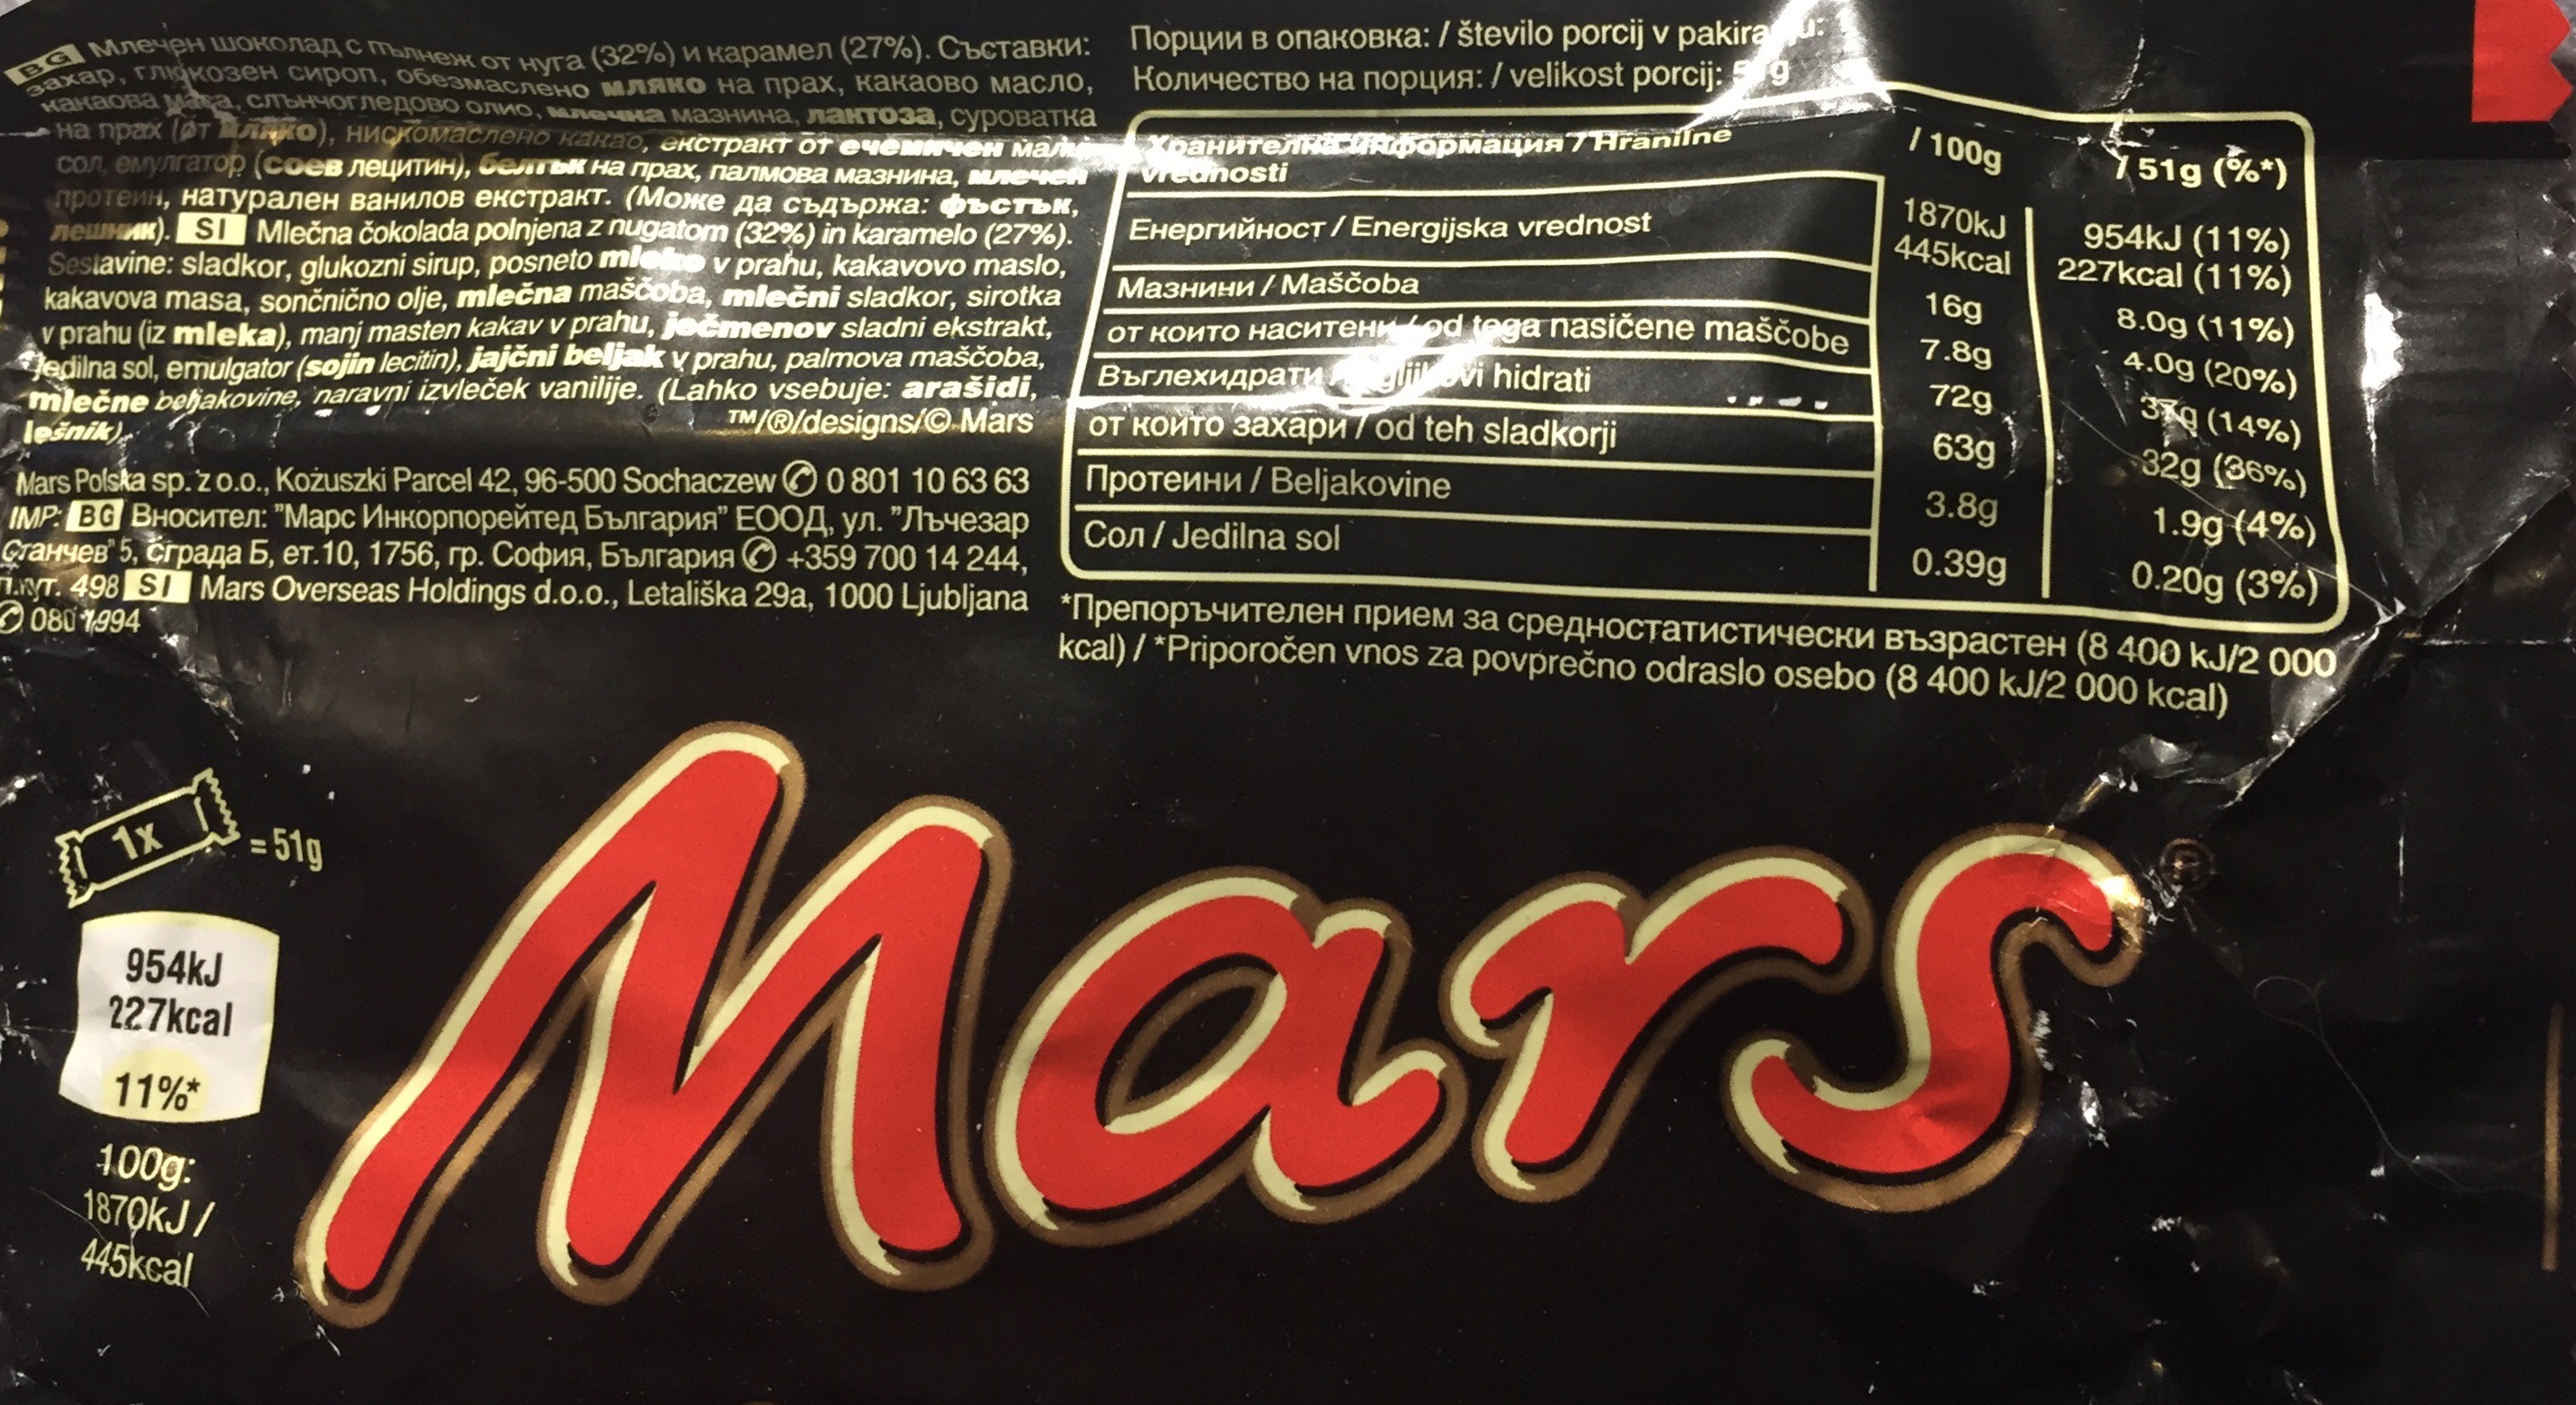 BG Млечен шоколад с пълнеж от нуга (32%) и карамел (27%). Съставки:
захар, глюкозен сироп, обезмаслено мляко на прах, какаово масло,
какаова маса, слънчогледово олио, млечна мазнина, лактоза, суроватка
на прах (от мляко), нискомаслено какао, екстракт от ечемичен
сол, емулгатор (соев лецитин), белтък на прах, палмова мазнина, млечен
протеин, натурален ванилов екстракт. (Може да съдържа: фъстък,
лешник). SI Mlečna čokolada polnjena z nugatom (32%) in karamelo (27%).
Sestavine: sladkor, glukozni sirup, posneto mleko v prahu, kakavovo maslo,
kakavova masa, sončnično olje, mlečna maščoba, mlečni sladkor, sirotka
v prahu (iz mleka), manj masten kakav v prahu, ječmenov sladni ekstrakt,
jedilna sol, emulgator (sojin lecitin), jajčni beljak v prahu, palmova maščoba,
mlečne beljakovine, naravni izvleček vanilije. (Lahko vsebuje: arašidi,
lešnik).
™/®/designs/© Mars
Mars Polska sp. z o.o., Kożuszki Parcel 42, 96-500 Sochaczew ✆ 0 801 10 63 63
IMP: BG Вносител: "Марс Инкорпорейтед България" ЕООД, ул. "Лъчезар
Станчев" 5, сграда Б, ет.10, 1756, гр. София, България ✆ +359 700 14 244,
п.кут. 498 SI Mars Overseas Holdings d.o.o., Letališka 29a, 1000 Ljubljana
✆ 080 1994
Порции в опаковка: / število porcij v
Количество на порция: / velikost porcij:
Хранителна информация / Hranilne
vrednosti / 100g / 51g (%*)
Енергийност / Energijska vrednost 1870kJ 954kJ (11%)
445kcal 227kcal (11%)
Мазнини / Maščoba 16g 8.0g (11%)
от които наситени / od tega nasičene maščobe 7.8g 4.0g (20%)
Въглехидрати / ogljikovi hidrati 72g 37g (14%)
от които захари / od teh sladkorji 63g 32g (36%)
Протеини / Beljakovine 3.8g 1.9g (4%)
Сол / Jedilna sol 0.39g 0.20g (3%)
*Препоръчителен прием за средностатистически възрастен (8 400 kJ/2 000
kcal) / *Priporočen vnos za povprečno odraslo osebo (8 400 kJ/2 000 kcal)
1x = 51g
954kJ
227kcal
11%*
100g:
1870kJ /
445kcal
Mars ®